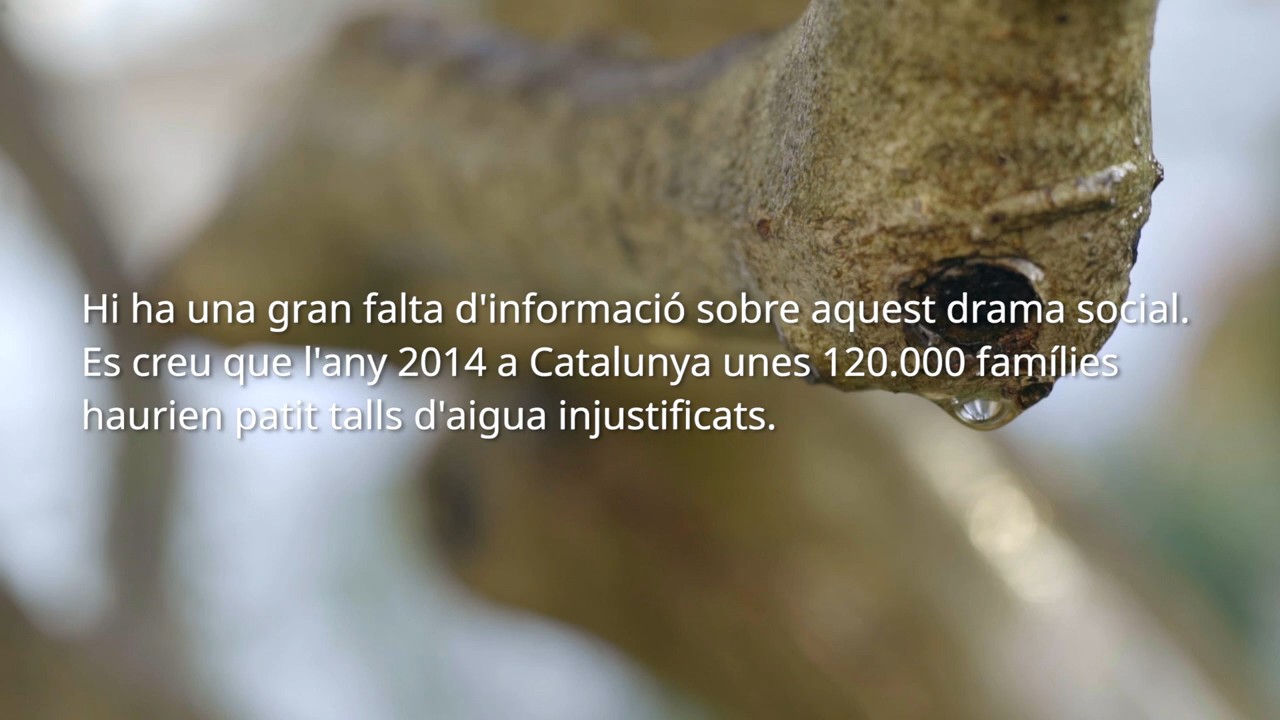 Hi ha una gran falta d'informació sobre aquest drama social.
Es creu que l'any 2014 a Catalunya unes 120.000 famílies
haurien patit talls d'aigua injustificats.